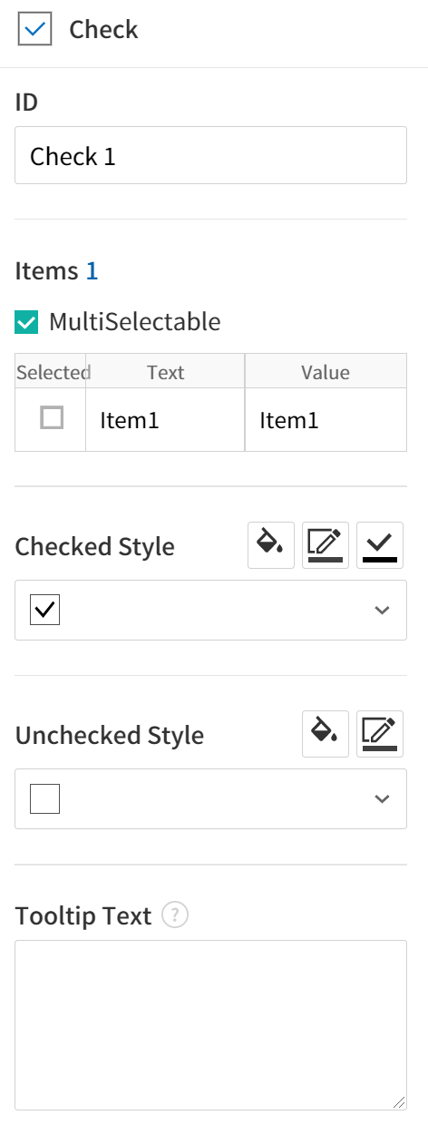 Check
ID
Check 1
Items 1
MultiSelectable
Selected Text Value
Item1 Item1
Checked Style
Unchecked Style
Tooltip Text ?